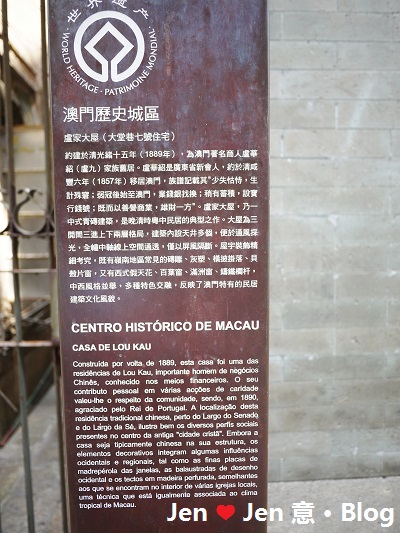 世界遺产
WORLD HERITAGE • PATRIMOINE MONDIAL
澳門歷史城區
盧家大屋（大堂巷七號住宅）
約建於清光緒十五年（1889年），為澳門著名商人盧華
紹（盧九）家族舊居。盧華紹是廣東省新會人，約於清咸
豐六年（1857年）移居澳門，族譜記載其"少失怙恃，生
計殊窘；弱冠後始至澳門，業錢銀找換；稍有蓄積，設寶
行錢號；既而以善營商業，雄財一方"。盧家大屋，乃一
中式青磚建築，是晚清時粵中民居的典型之作。大屋為三
開間三進上下兩層格局，建築內設天井多個，便於通風採
光，全幢中軸線上空間通透，僅以屏風隔斷。屋宇裝飾精
細考究，既有嶺南地區常見的磚雕、灰塑、橫披掛落、貝
殼片窗，又有西式假天花、百葉窗、滿洲窗、鑄鐵欄杆，
中西風格並舉，多種特色交融，反映了澳門特有的民居
建築文化風貌。
CENTRO HISTÓRICO DE MACAU
CASA DE LOU KAU
Construída por volta de 1889, esta casa foi uma das
residências de Lou Kau, importante homem de negócios
Chinês, conhecido nos meios financeiros. O seu
contributo pessoal em várias acções de caridade
valeu-lhe o respeito da comunidade, sendo, em 1890,
agraciado pelo Rei de Portugal. A localização desta
residência tradicional chinesa, perto do Largo do Senado
e do Largo da Sé, ilustra bem os diversos perfis sociais
presentes no centro da antiga "cidade cristã". Embora a
casa seja tipicamente chinesa na sua estrutura, os
elementos decorativos integram algumas influências
ocidentais e regionais, tal como as finas placas de
madrepérola das janelas, as balaustradas de desenho
ocidental e os tectos em madeira perfurada, semelhantes
aos que se encontram no interior de várias igrejas locais,
uma técnica que está igualmente associada ao clima
tropical de Macau.
Jen ❤ Jen 意・Blog